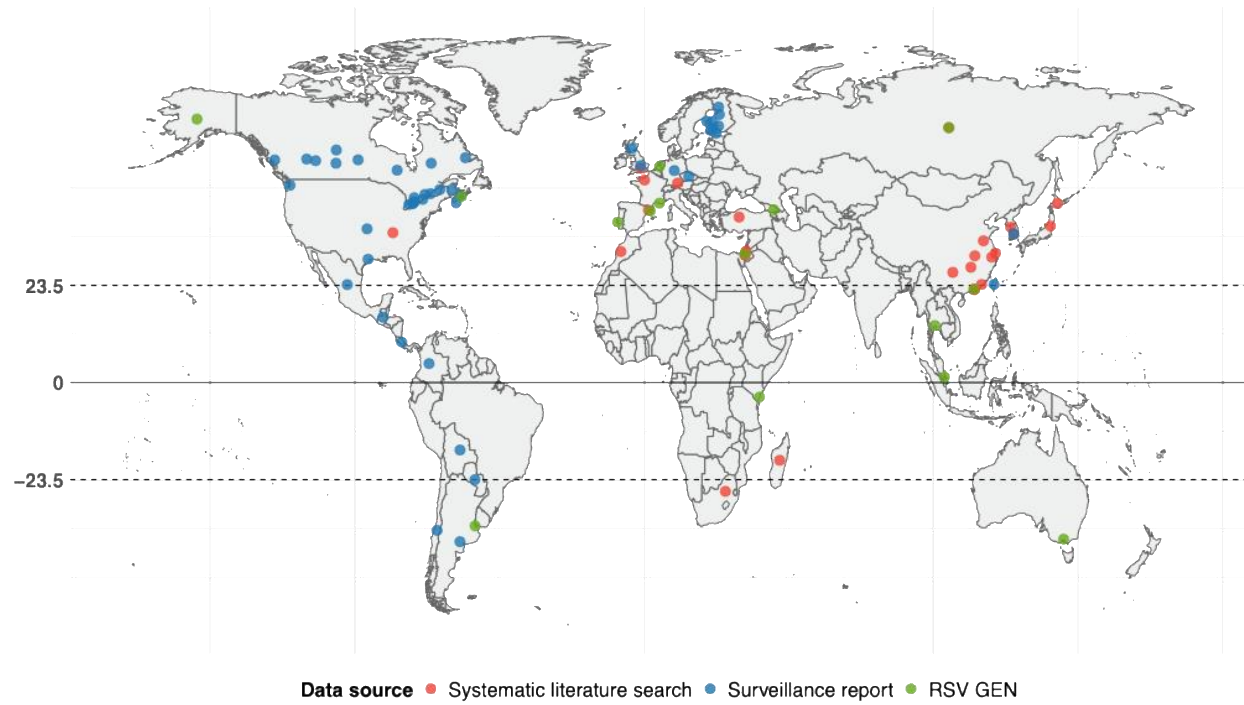 23.5
0
−23.5
Data source Systematic literature search Surveillance report RSV GEN